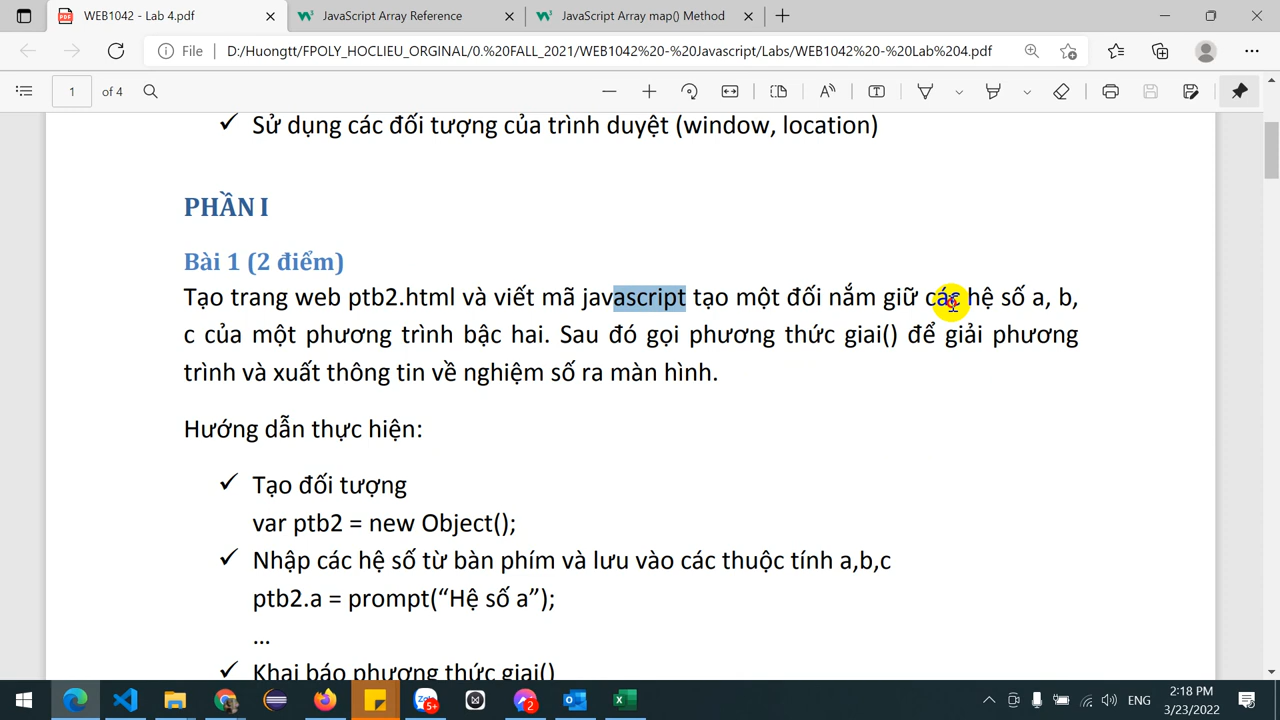 WEB1042 - Lab 4.pdf
JavaScript Array Reference
JavaScript Array map() Method
File
D:/Huongtt/FPOLY_HOCLIEU_ORGINAL/0.%20FALL_2021/WEB1042%20-%20Javascript/Labs/WEB1042%20-%20Lab%204.pdf
1 of 4
✓ Sử dụng các đối tượng của trình duyệt (window, location)
PHẦN I
Bài 1 (2 điểm)
Tạo trang web ptb2.html và viết mã javascript tạo một đối nắm giữ các hệ số a, b,
c của một phương trình bậc hai. Sau đó gọi phương thức giai() để giải phương
trình và xuất thông tin về nghiệm số ra màn hình.
Hướng dẫn thực hiện:
✓ Tạo đối tượng
var ptb2 = new Object();
✓ Nhập các hệ số từ bàn phím và lưu vào các thuộc tính a,b,c
ptb2.a = prompt(“Hệ số a”);
...
✓ Khai báo phương thức giai()
ENG
2:18 PM
3/23/2022